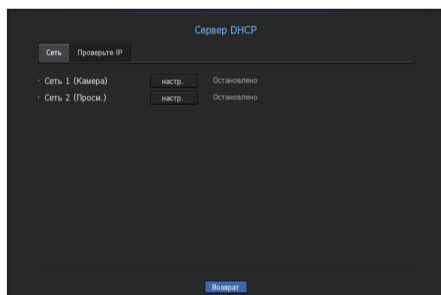 Сервер DHCP
Сеть Проверьте IP
· Сеть 1 (Камера) настр. Остановлено
· Сеть 2 (Просм.) настр. Остановлено
Возврат